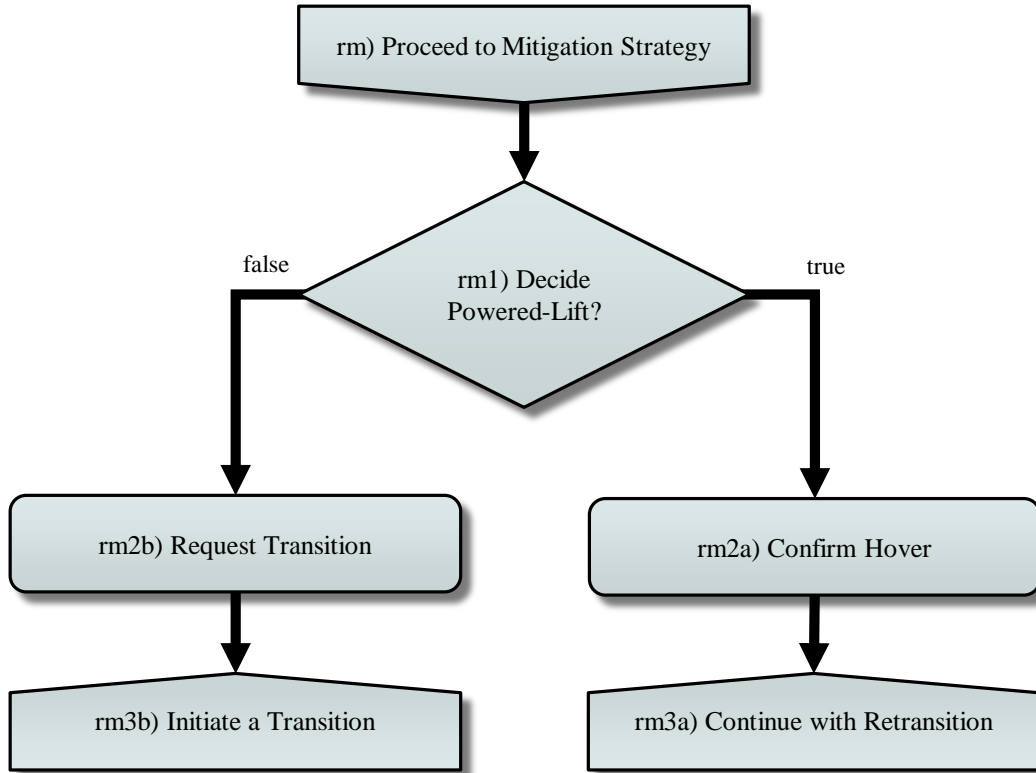 rm) Proceed to Mitigation Strategy
false
true
rm1) Decide
Powered-Lift?
rm2b) Request Transition
rm2a) Confirm Hover
rm3b) Initiate a Transition
rm3a) Continue with Retransition